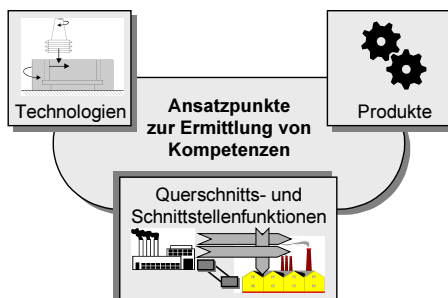 Technologien
Produkte
Ansatzpunkte
zur Ermittlung von
Kompetenzen
Querschnitts- und
Schnittstellenfunktionen